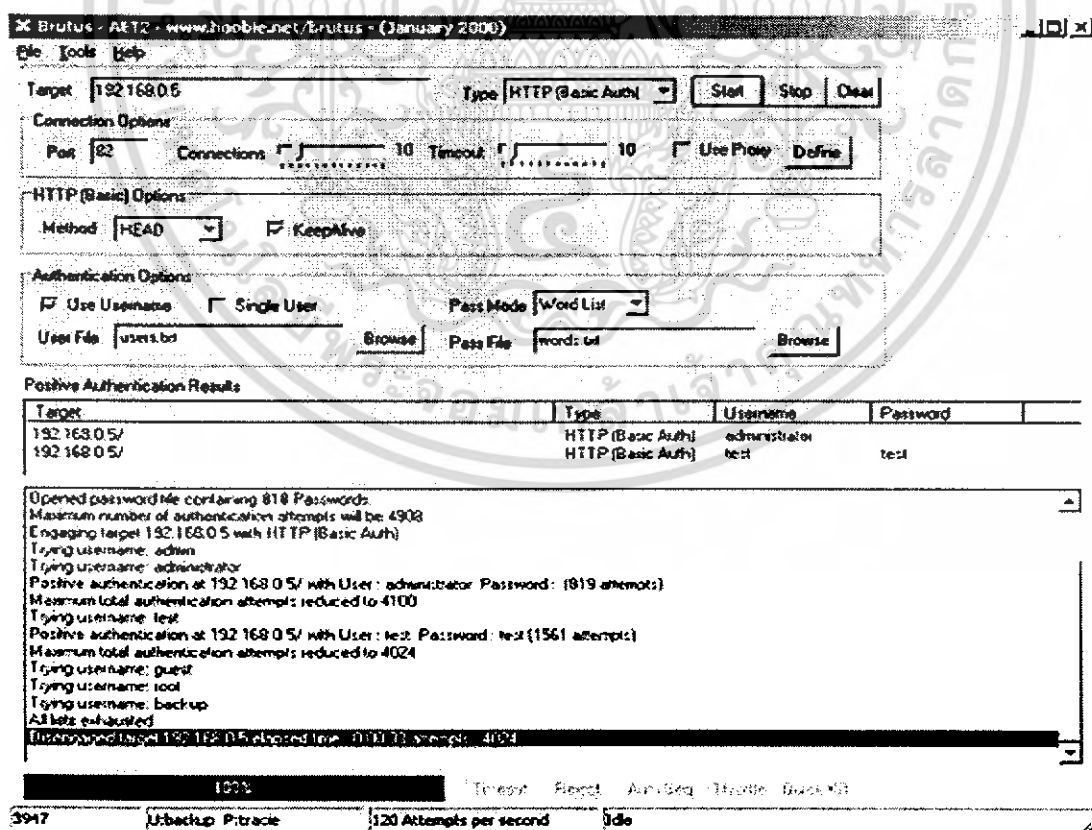 Brutus - AET2 - www.hoobie.net/brutus - (January 2000)
File Tools Help
Target 192.168.0.5 Type HTTP (Basic Auth) Start Stop Clear
Connection Options
Port 82 Connections 10 Timeout 10 Use Proxy Define
HTTP (Basic) Options
Method HEAD KeepAlive
Authentication Options
Use Username Single User Pass Mode Word List
User File users.txt Browse Pass File words.txt Browse
Positive Authentication Results
Target Type Username Password
192.168.0.5/ HTTP (Basic Auth) administrator
192.168.0.5/ HTTP (Basic Auth) test test
Opened password file containing 818 Passwords.
Maximum number of authentication attempts will be 4908
Engaging target 192.168.0.5 with HTTP (Basic Auth)
Trying username: admin
Trying username: administrator
Positive authentication at 192.168.0.5/ with User : administrator Password : (819 attempts)
Maximum total authentication attempts reduced to 4100
Trying username: test
Positive authentication at 192.168.0.5/ with User : test Password : test (1561 attempts)
Maximum total authentication attempts reduced to 4024
Trying username: guest
Trying username: root
Trying username: backup
All lists exhausted
Disengaged target 192.168.0.5 elapsed time : attempts : 4024
100% Timeout Reject Auth Seq Throttle Quick Kill
3947 U:backup P:tracie 120 Attempts per second Idle